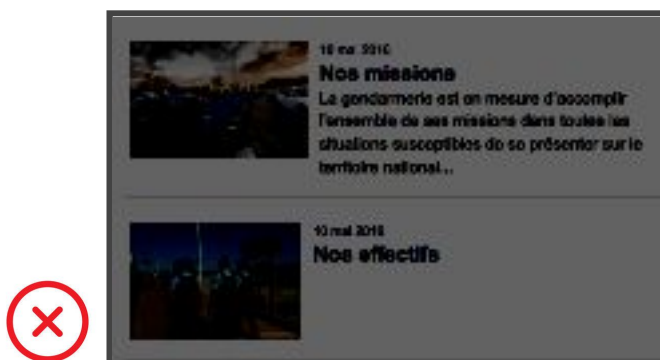 mai 2016
Nos missions
La gendarmerie est en mesure d'accomplir
l'ensemble de ses missions dans toutes les
situations susceptibles de se présenter sur le
territoire national...
10 mai 2016
Nos effectifs